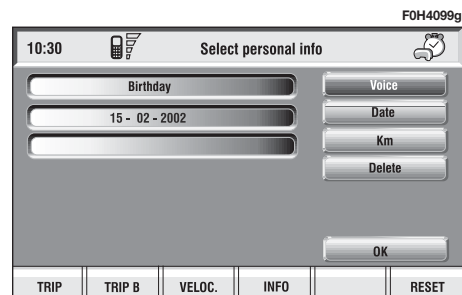 F0H4099g
10:30 Select personal info
Birthday
15 - 02 - 2002
Voice
Date
Km
Delete
OK
TRIP TRIP B VELOC. INFO RESET